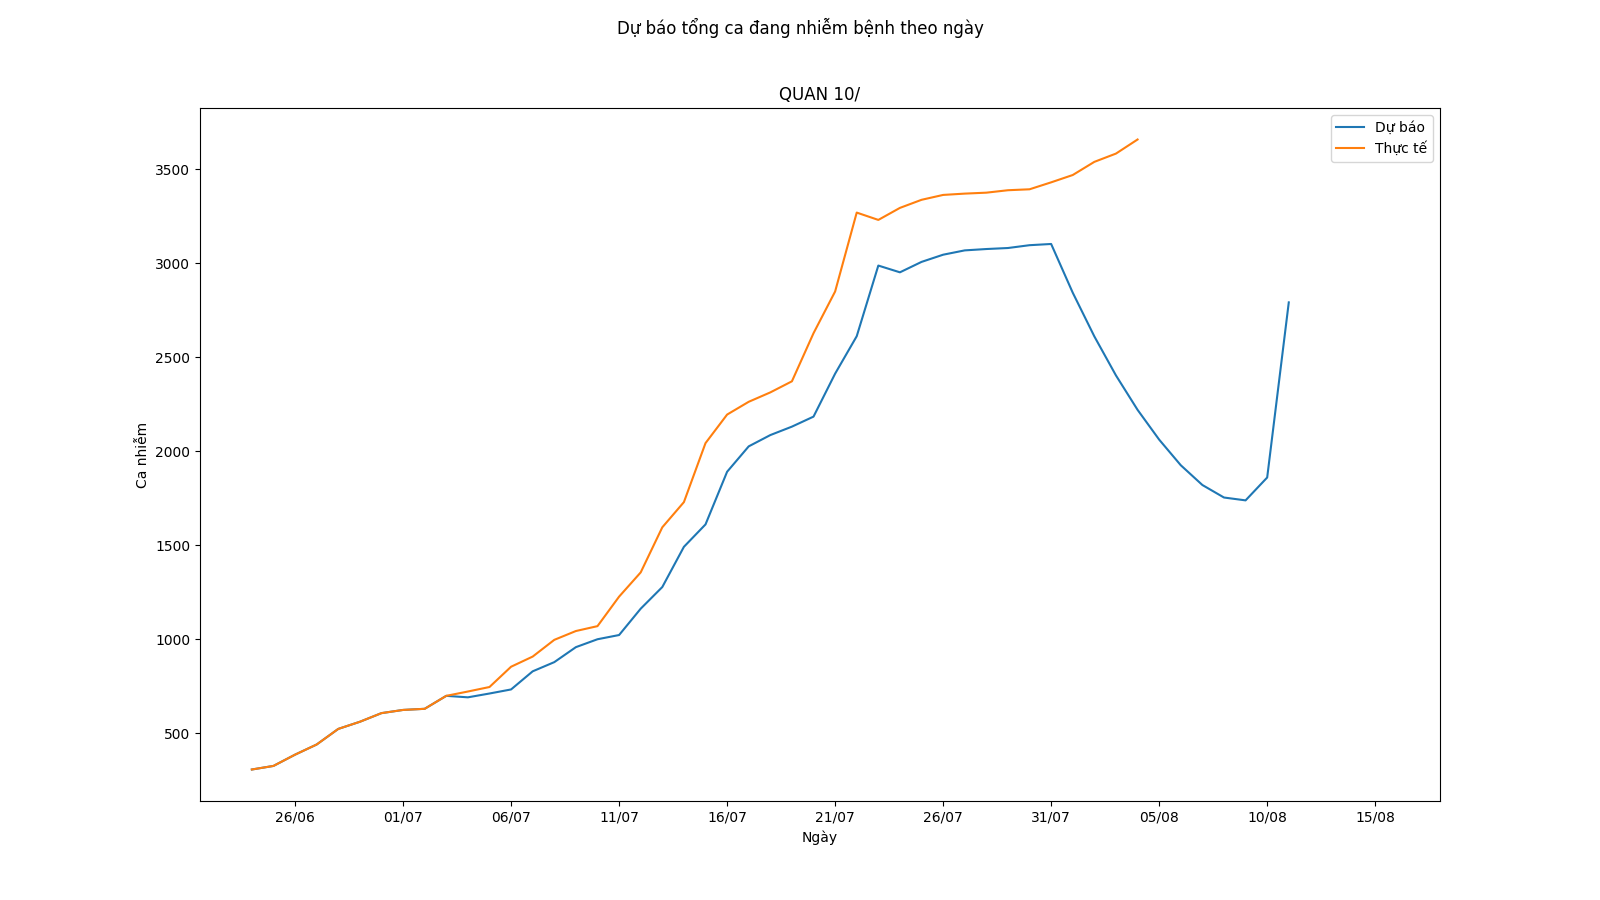 Dự báo tổng ca đang nhiễm bệnh theo ngày
QUAN 10/
Dự báo
Thực tế
3500
3000
2500
2000
1500
1000
500
Ca nhiễm
26/06 01/07 06/07 11/07 16/07 21/07 26/07 31/07 05/08 10/08 15/08
Ngày